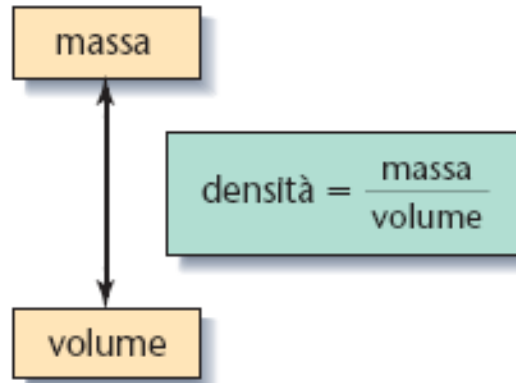 massa
densità = massa / volume
volume